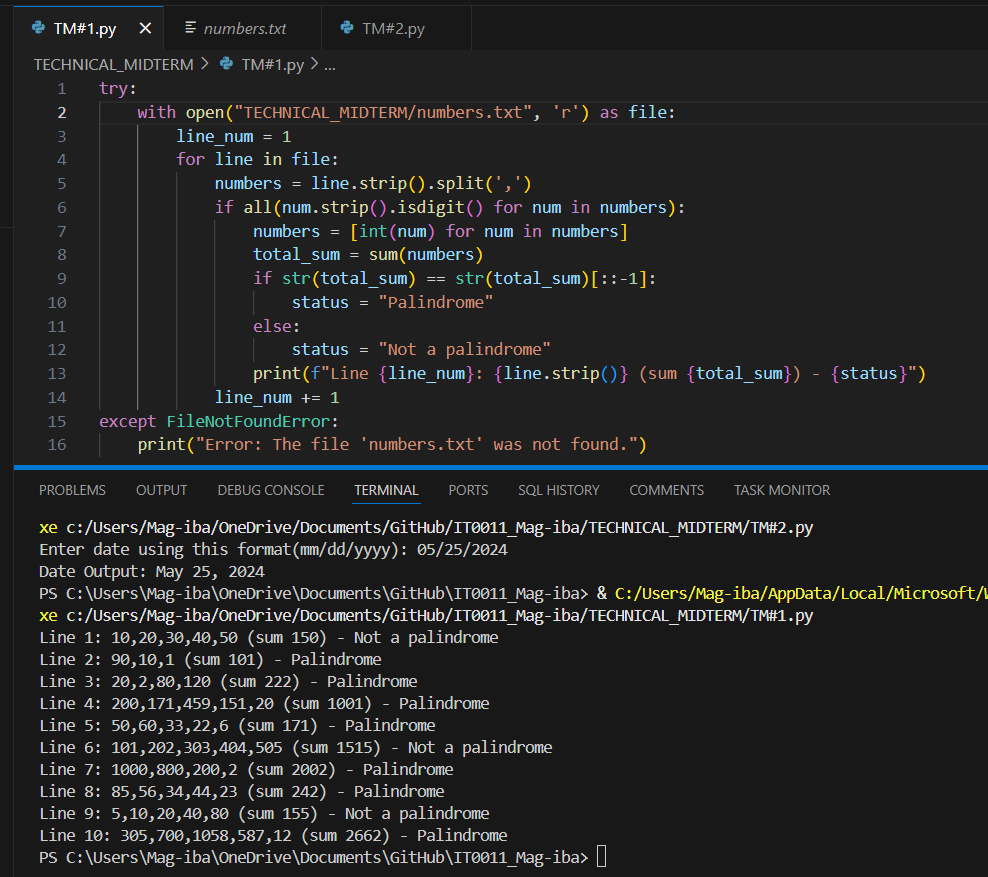 TM#1.py
numbers.txt
TM#2.py
TECHNICAL_MIDTERM > TM#1.py > ...
1 try:
2     with open("TECHNICAL_MIDTERM/numbers.txt", 'r') as file:
3         line_num = 1
4         for line in file:
5             numbers = line.strip().split(',')
6             if all(num.strip().isdigit() for num in numbers):
7                 numbers = [int(num) for num in numbers]
8                 total_sum = sum(numbers)
9                 if str(total_sum) == str(total_sum)[::-1]:
10                     status = "Palindrome"
11                 else:
12                     status = "Not a palindrome"
13                 print(f"Line {line_num}: {line.strip()} (sum {total_sum}) - {status}")
14             line_num += 1
15 except FileNotFoundError:
16     print("Error: The file 'numbers.txt' was not found.")
PROBLEMS OUTPUT DEBUG CONSOLE TERMINAL PORTS SQL HISTORY COMMENTS TASK MONITOR
xe c:/Users/Mag-iba/OneDrive/Documents/GitHub/IT0011_Mag-iba/TECHNICAL_MIDTERM/TM#2.py
Enter date using this format(mm/dd/yyyy): 05/25/2024
Date Output: May 25, 2024
PS C:\Users\Mag-iba\OneDrive\Documents\GitHub\IT0011_Mag-iba> & C:/Users/Mag-iba/AppData/Local/Microsoft/W
xe c:/Users/Mag-iba/OneDrive/Documents/GitHub/IT0011_Mag-iba/TECHNICAL_MIDTERM/TM#1.py
Line 1: 10,20,30,40,50 (sum 150) - Not a palindrome
Line 2: 90,10,1 (sum 101) - Palindrome
Line 3: 20,2,80,120 (sum 222) - Palindrome
Line 4: 200,171,459,151,20 (sum 1001) - Palindrome
Line 5: 50,60,33,22,6 (sum 171) - Palindrome
Line 6: 101,202,303,404,505 (sum 1515) - Not a palindrome
Line 7: 1000,800,200,2 (sum 2002) - Palindrome
Line 8: 85,56,34,44,23 (sum 242) - Palindrome
Line 9: 5,10,20,40,80 (sum 155) - Not a palindrome
Line 10: 305,700,1058,587,12 (sum 2662) - Palindrome
PS C:\Users\Mag-iba\OneDrive\Documents\GitHub\IT0011_Mag-iba>